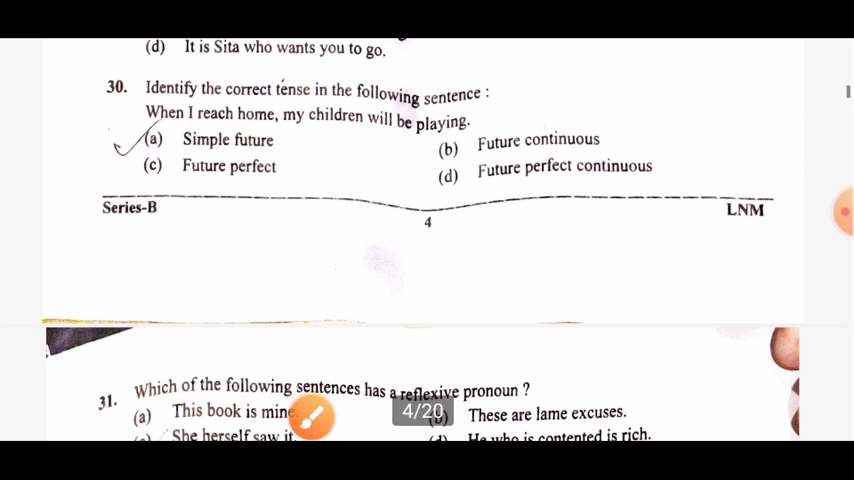 (d) It is Sita who wants you to go.
30. Identify the correct tense in the following sentence :
When I reach home, my children will be playing.
(a) Simple future
(b) Future continuous
(c) Future perfect
(d) Future perfect continuous
Series-B
4
LNM
31. Which of the following sentences has a reflexive pronoun ?
(a) This book is mine.
(b) These are lame excuses.
4/20
She herself saw it.
(d) He who is contented is rich.